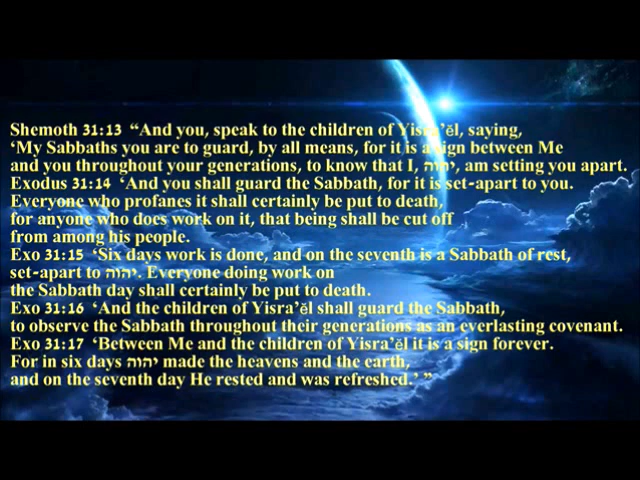 Shemoth 31:13 “And you, speak to the children of Yisra’ĕl, saying,
‘My Sabbaths you are to guard, by all means, for it is a sign between Me
and you throughout your generations, to know that I, יהוה, am setting you apart.
Exodus 31:14 ‘And you shall guard the Sabbath, for it is set-apart to you.
Everyone who profanes it shall certainly be put to death,
for anyone who does work on it, that being shall be cut off
from among his people.
Exo 31:15 ‘Six days work is done, and on the seventh is a Sabbath of rest,
set-apart to יהוה. Everyone doing work on
the Sabbath day shall certainly be put to death.
Exo 31:16 ‘And the children of Yisra’ĕl shall guard the Sabbath,
to observe the Sabbath throughout their generations as an everlasting covenant.
Exo 31:17 ‘Between Me and the children of Yisra’ĕl it is a sign forever.
For in six days יהוה made the heavens and the earth,
and on the seventh day He rested and was refreshed.’ ”